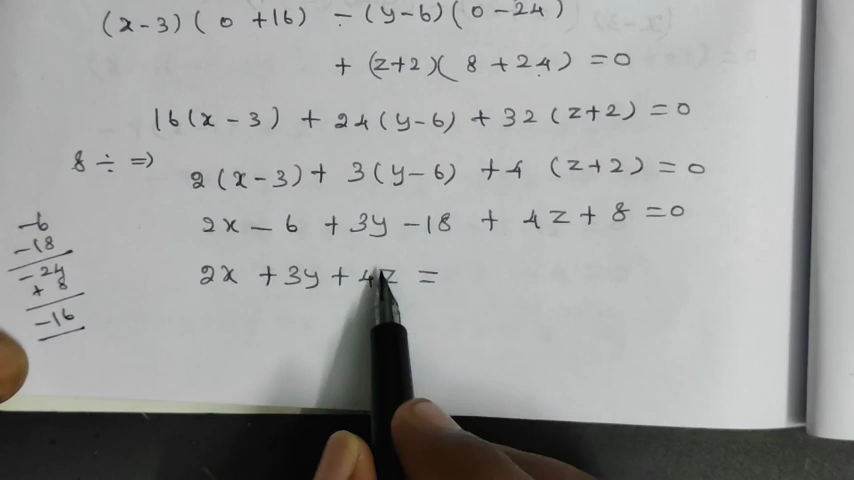 (x-3)( 0 +16) - (y-6)( 0-24)
+ (z+2)( 8 +24) =0
16(x-3) + 24(y-6) + 32(z+2) =0
8 ÷ => 2(x-3)+ 3(y-6) +4 (z+2) =0
2x - 6 +3y -18 + 4z + 8 =0
2x +3y +4z =
-6
-18
-24
+ 8
-16